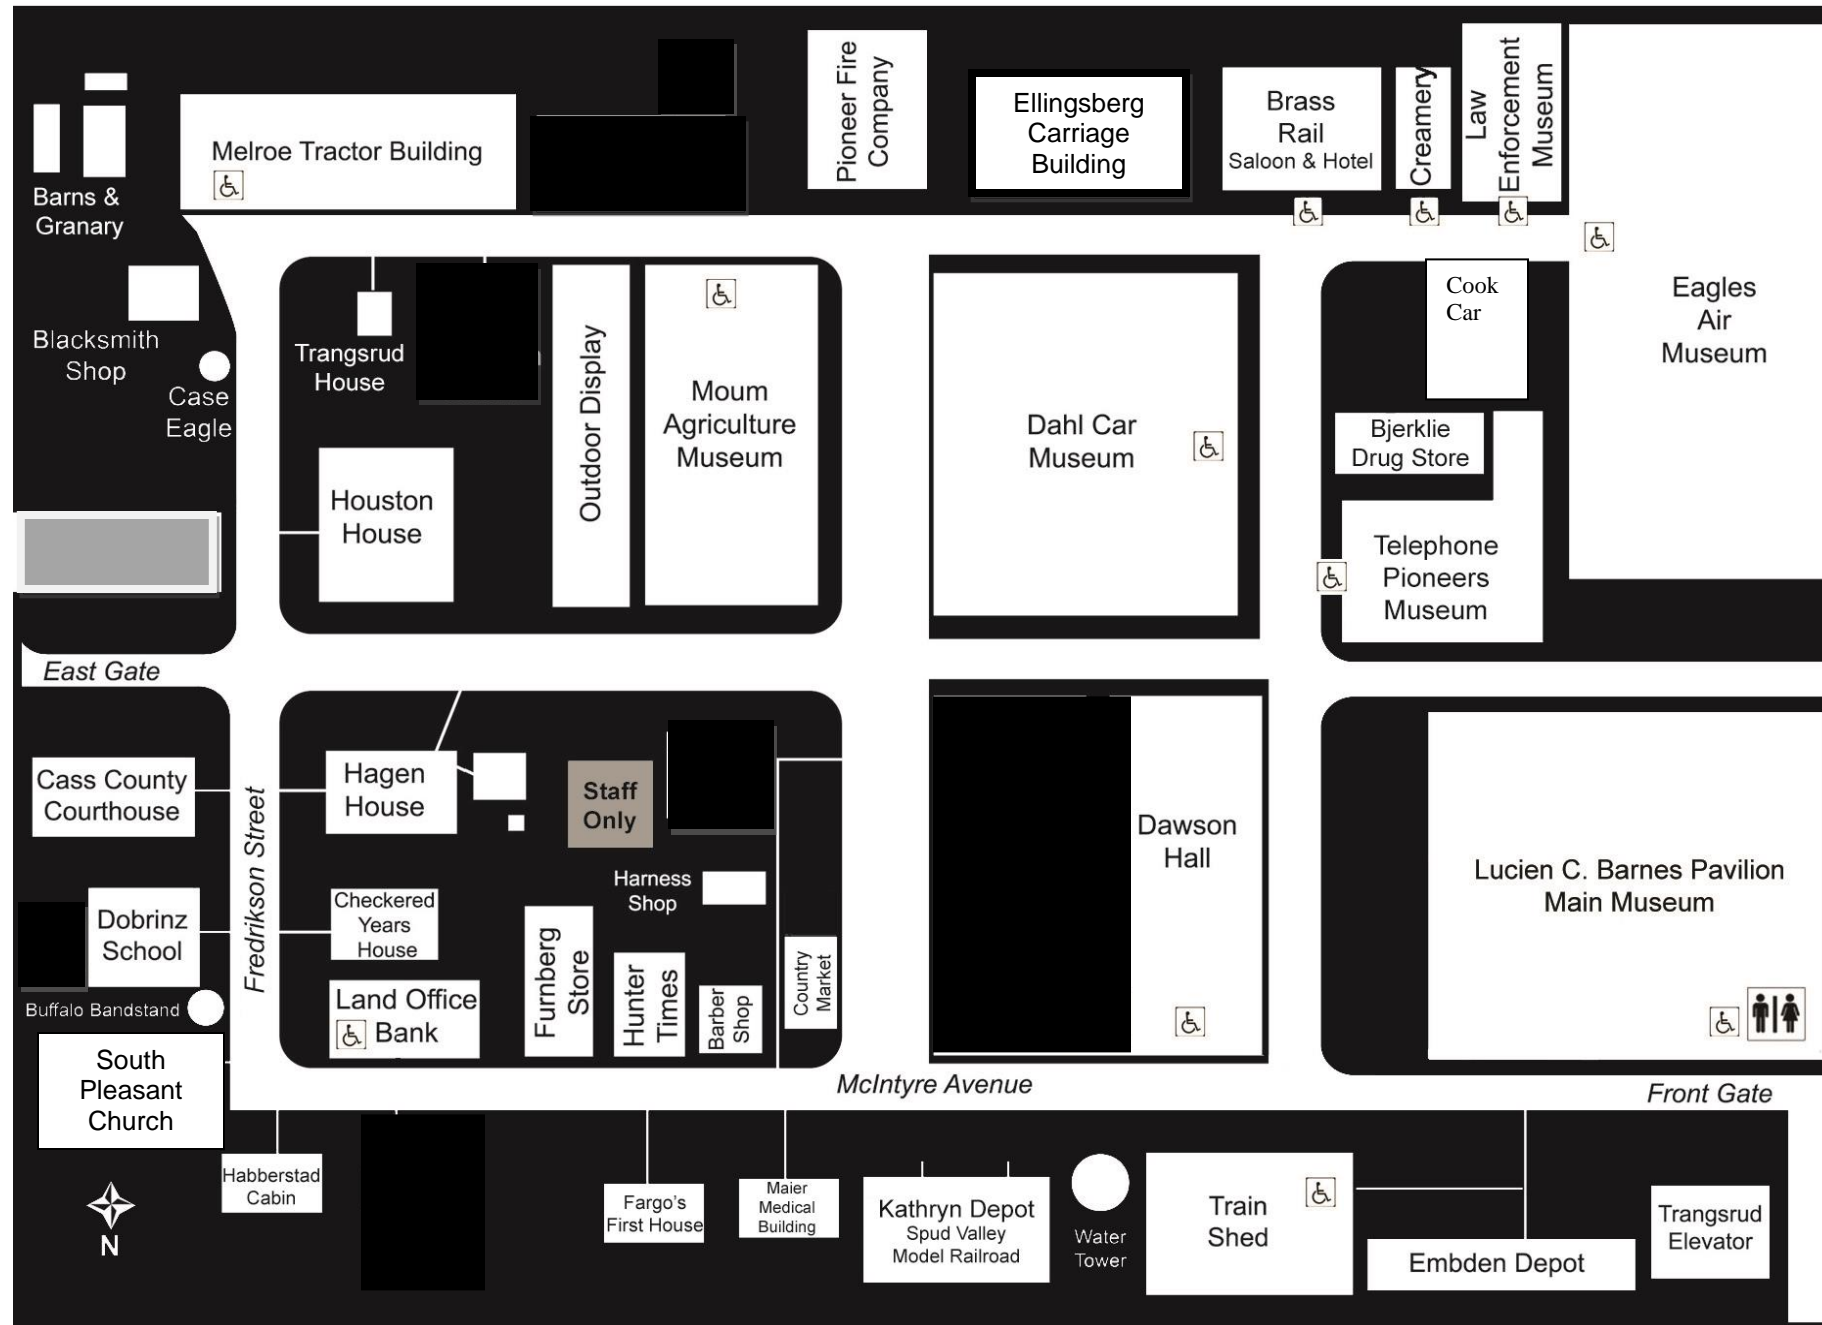 Pioneer Fire
Company
Ellingsberg
Carriage
Building
Brass
Rail
Saloon & Hotel
Creamery
Law
Enforcement
Museum
Melroe Tractor Building
Barns &
Granary
Blacksmith
Shop
Case
Eagle
Trangsrud
House
Houston
House
Outdoor Display
Moum
Agriculture
Museum
Dahl Car
Museum
Cook
Car
Eagles
Air
Museum
Bjerklie
Drug Store
Telephone
Pioneers
Museum
East Gate
Cass County
Courthouse
Fredrikson Street
Hagen
House
Staff
Only
Harness
Shop
Dawson
Hall
Lucien C. Barnes Pavilion
Main Museum
Dobrinz
School
Checkered
Years
House
Buffalo Bandstand
Land Office
Bank
Furnberg
Store
Hunter
Times
Barber
Shop
Country
Market
South
Pleasant
Church
McIntyre Avenue
Front Gate
N
Habberstad
Cabin
Fargo's
First House
Maier
Medical
Building
Kathryn Depot
Spud Valley
Model Railroad
Water
Tower
Train
Shed
Embden Depot
Trangsrud
Elevator